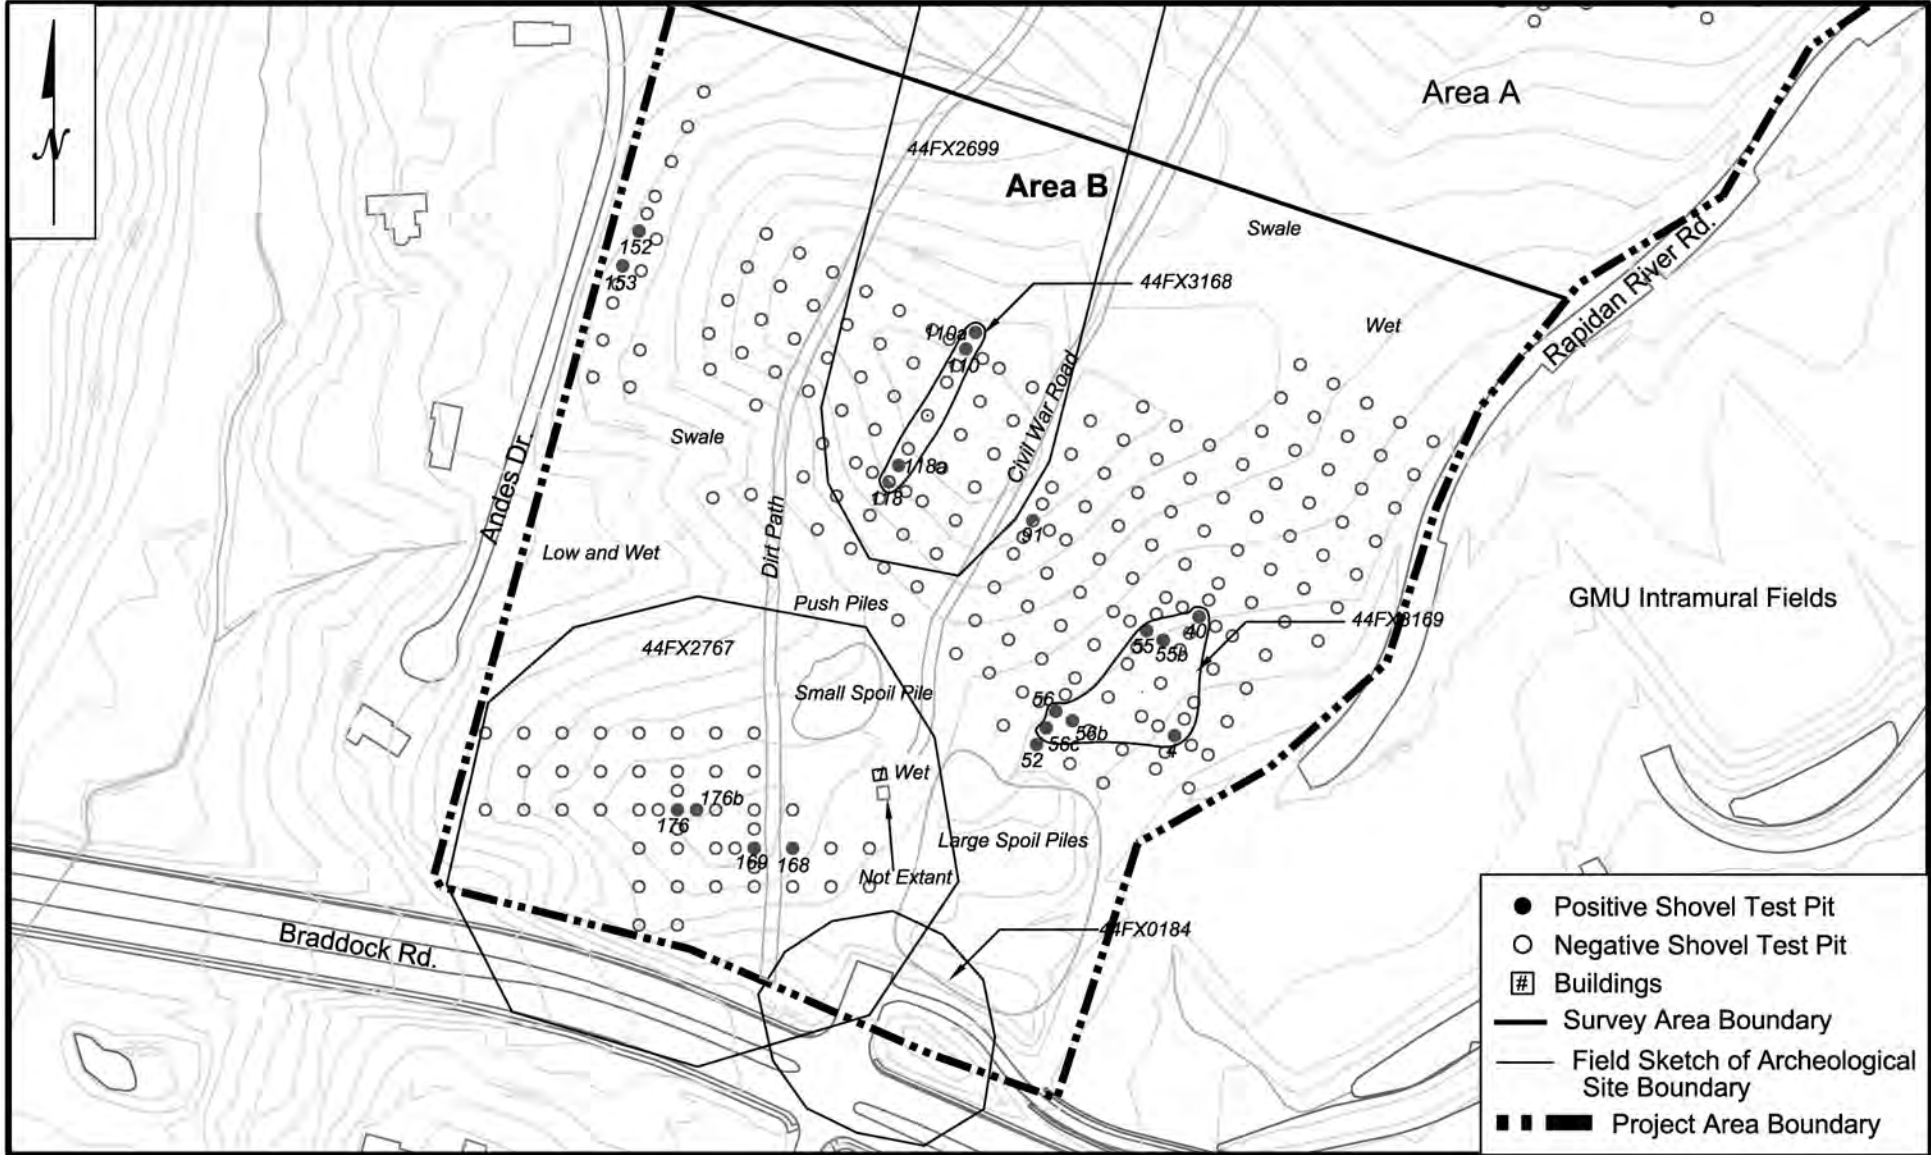 N
Area A
44FX2699
Area B
Swale
152
153
44FX3168
Rapidan River Rd.
Wet
110a
110
Civil War Road
Swale
Andes Dr.
118a
118
Dirt Path
91
Low and Wet
Push Piles
GMU Intramural Fields
44FX3169
40
55
55b
44FX2767
Small Spoil Pile
56
56b
56c
4
52
Wet
176b
176
Large Spoil Piles
169
168
Not Extant
Braddock Rd.
44FX0184
Positive Shovel Test Pit
Negative Shovel Test Pit
# Buildings
Survey Area Boundary
Field Sketch of Archeological
Site Boundary
Project Area Boundary